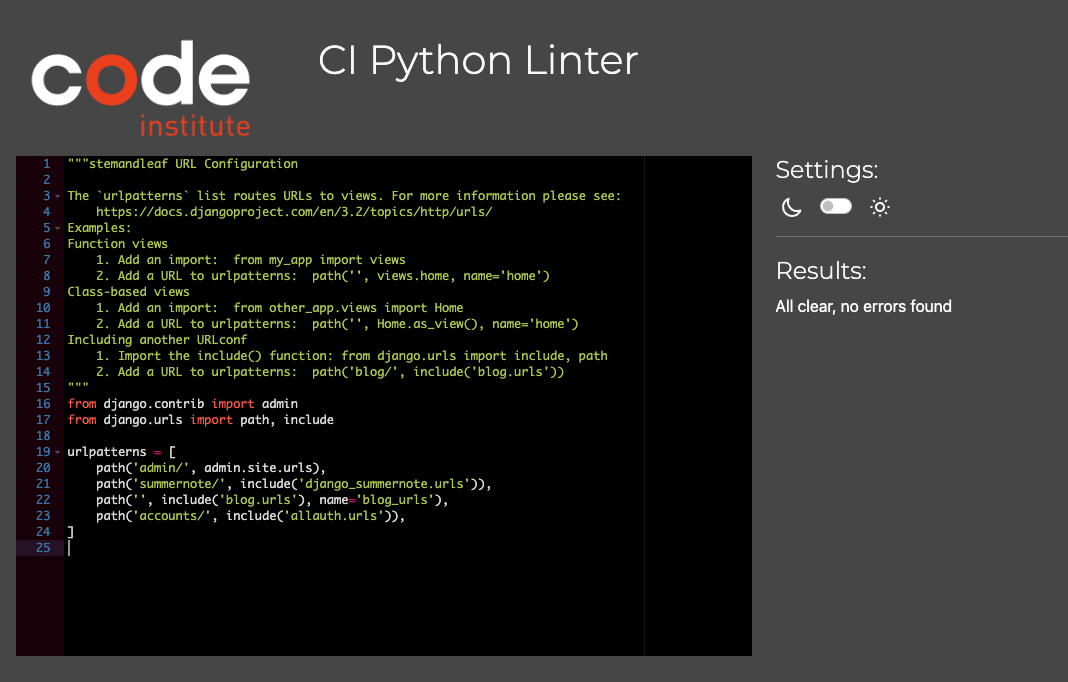 code
institute
CI Python Linter
1 """stemandleaf URL Configuration
2
3 The `urlpatterns` list routes URLs to views. For more information please see:
4     https://docs.djangoproject.com/en/3.2/topics/http/urls/
5 Examples:
6 Function views
7     1. Add an import:  from my_app import views
8     2. Add a URL to urlpatterns:  path('', views.home, name='home')
9 Class-based views
10     1. Add an import:  from other_app.views import Home
11     2. Add a URL to urlpatterns:  path('', Home.as_view(), name='home')
12 Including another URLconf
13     1. Import the include() function: from django.urls import include, path
14     2. Add a URL to urlpatterns:  path('blog/', include('blog.urls'))
15 """
16 from django.contrib import admin
17 from django.urls import path, include
18
19 urlpatterns = [
20     path('admin/', admin.site.urls),
21     path('summernote/', include('django_summernote.urls')),
22     path('', include('blog.urls'), name='blog_urls'),
23     path('accounts/', include('allauth.urls')),
24 ]
25
Settings:
Results:
All clear, no errors found